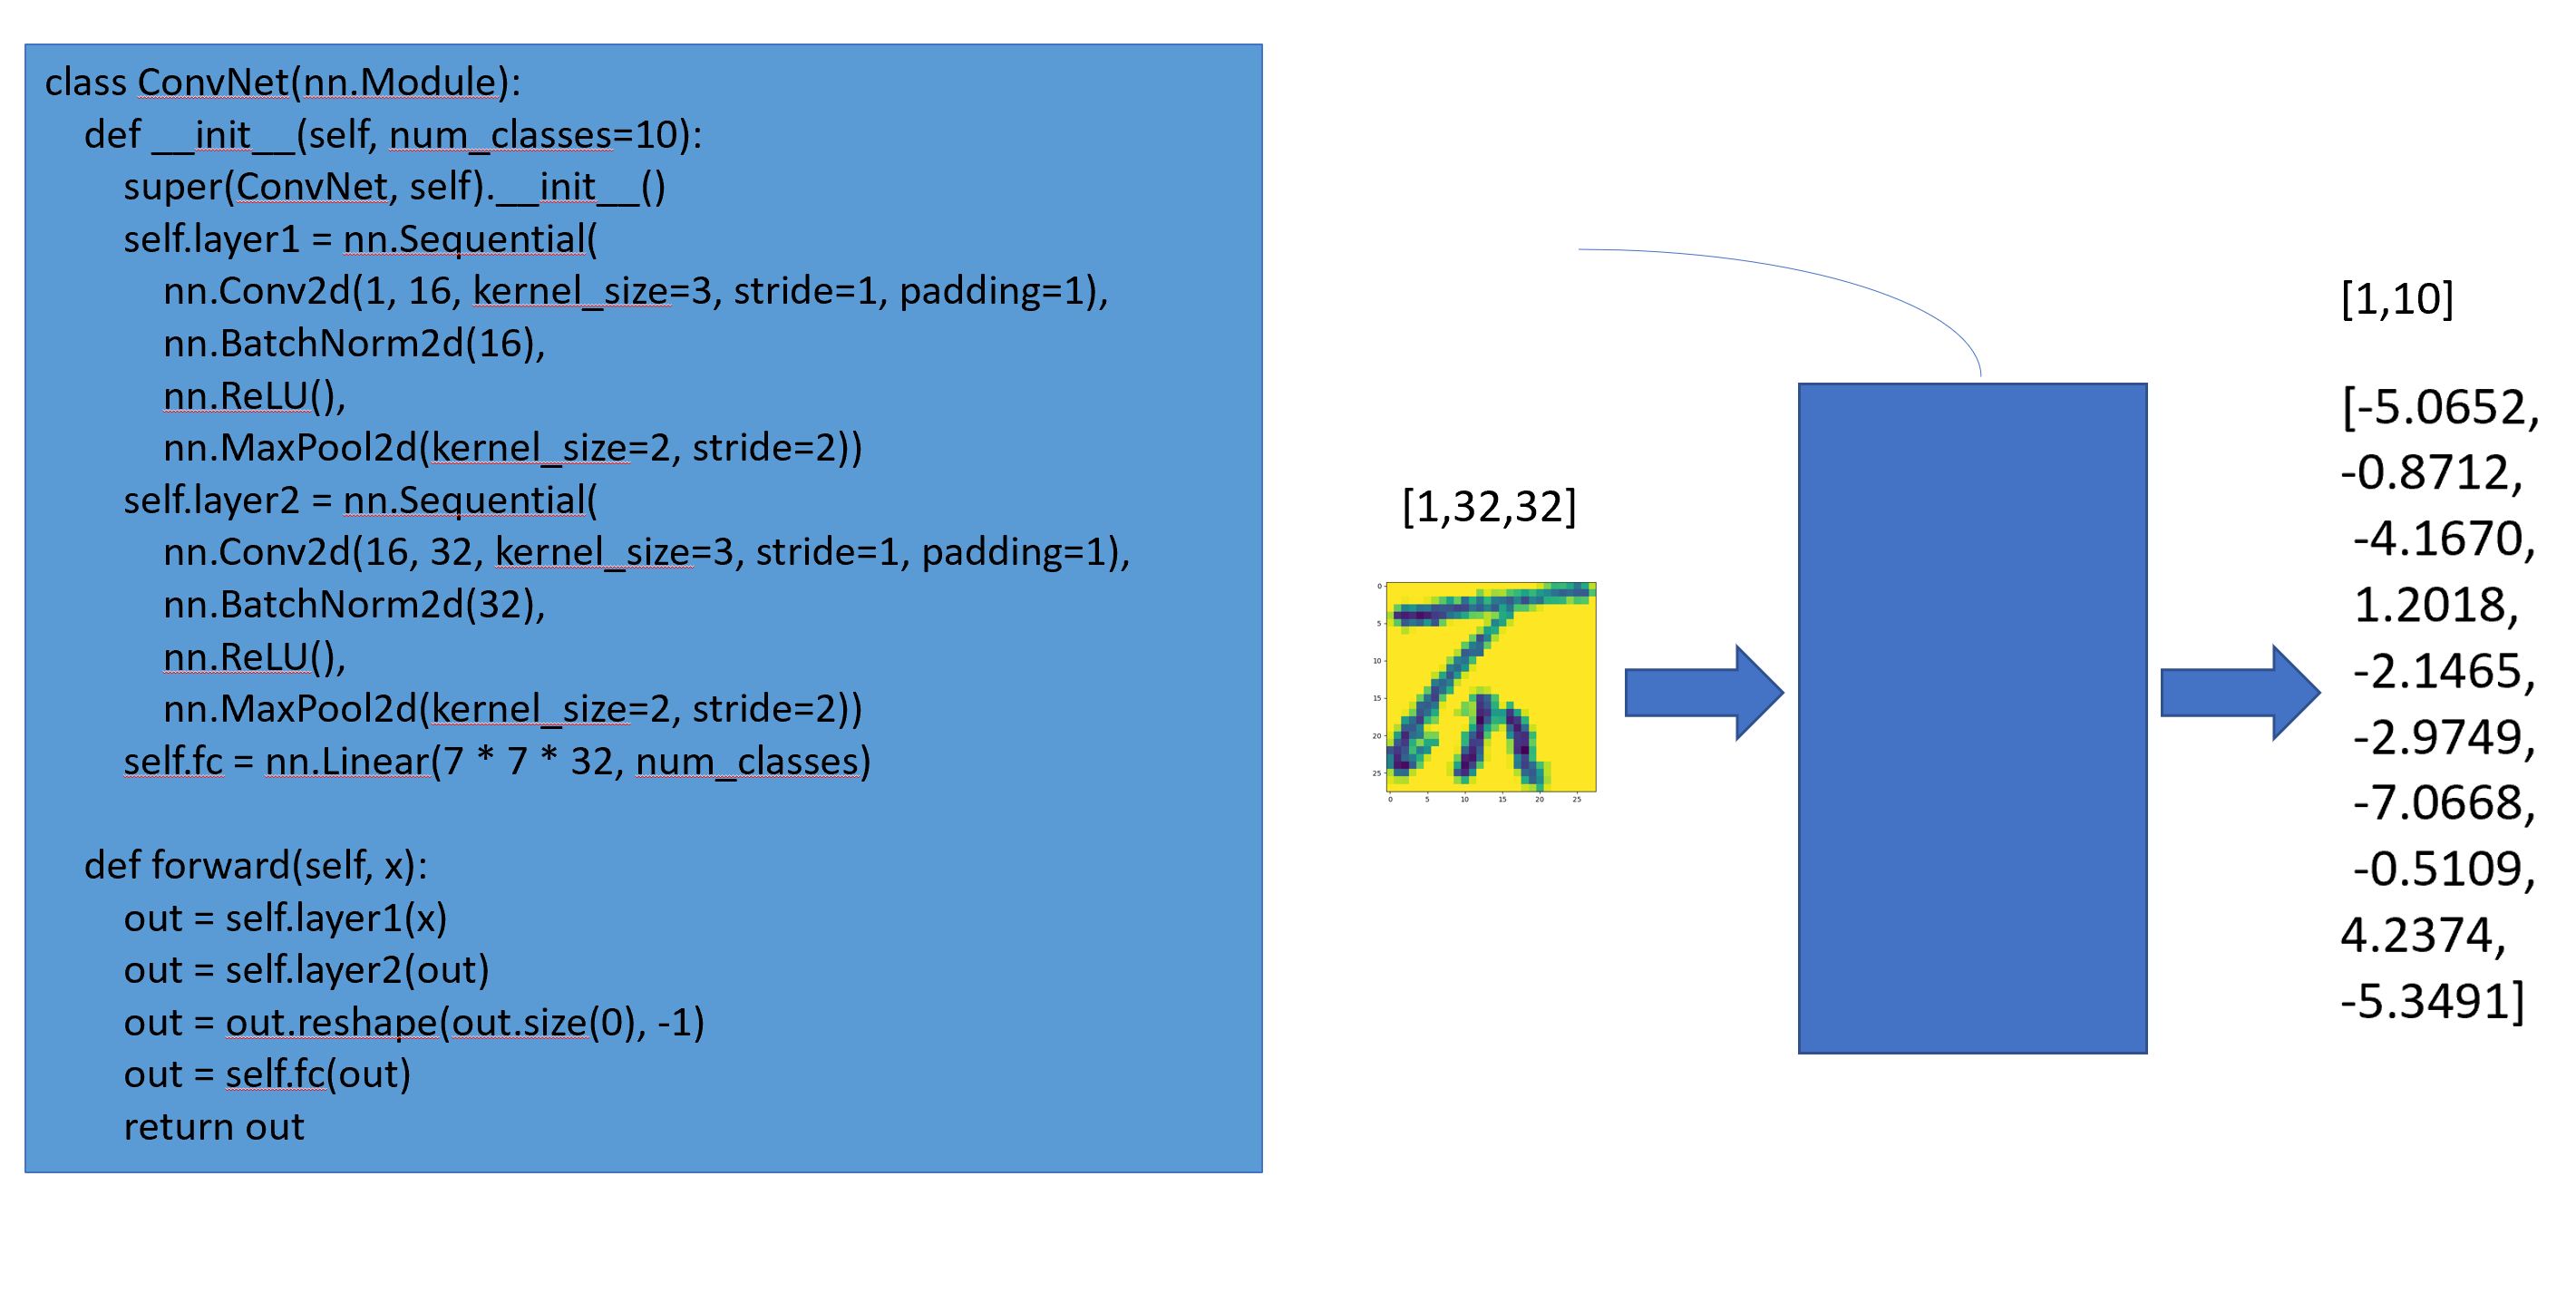 class ConvNet(nn.Module):
def __init__(self, num_classes=10):
super(ConvNet, self).__init__()
self.layer1 = nn.Sequential(
nn.Conv2d(1, 16, kernel_size=3, stride=1, padding=1),
nn.BatchNorm2d(16),
nn.ReLU(),
nn.MaxPool2d(kernel_size=2, stride=2))
self.layer2 = nn.Sequential(
nn.Conv2d(16, 32, kernel_size=3, stride=1, padding=1),
nn.BatchNorm2d(32),
nn.ReLU(),
nn.MaxPool2d(kernel_size=2, stride=2))
self.fc = nn.Linear(7 * 7 * 32, num_classes)
def forward(self, x):
out = self.layer1(x)
out = self.layer2(out)
out = out.reshape(out.size(0), -1)
out = self.fc(out)
return out
[1,32,32]
0
5
10
15
20
25
0 5 10 15 20 25
[1,10]
[-5.0652,
-0.8712,
-4.1670,
1.2018,
-2.1465,
-2.9749,
-7.0668,
-0.5109,
4.2374,
-5.3491]